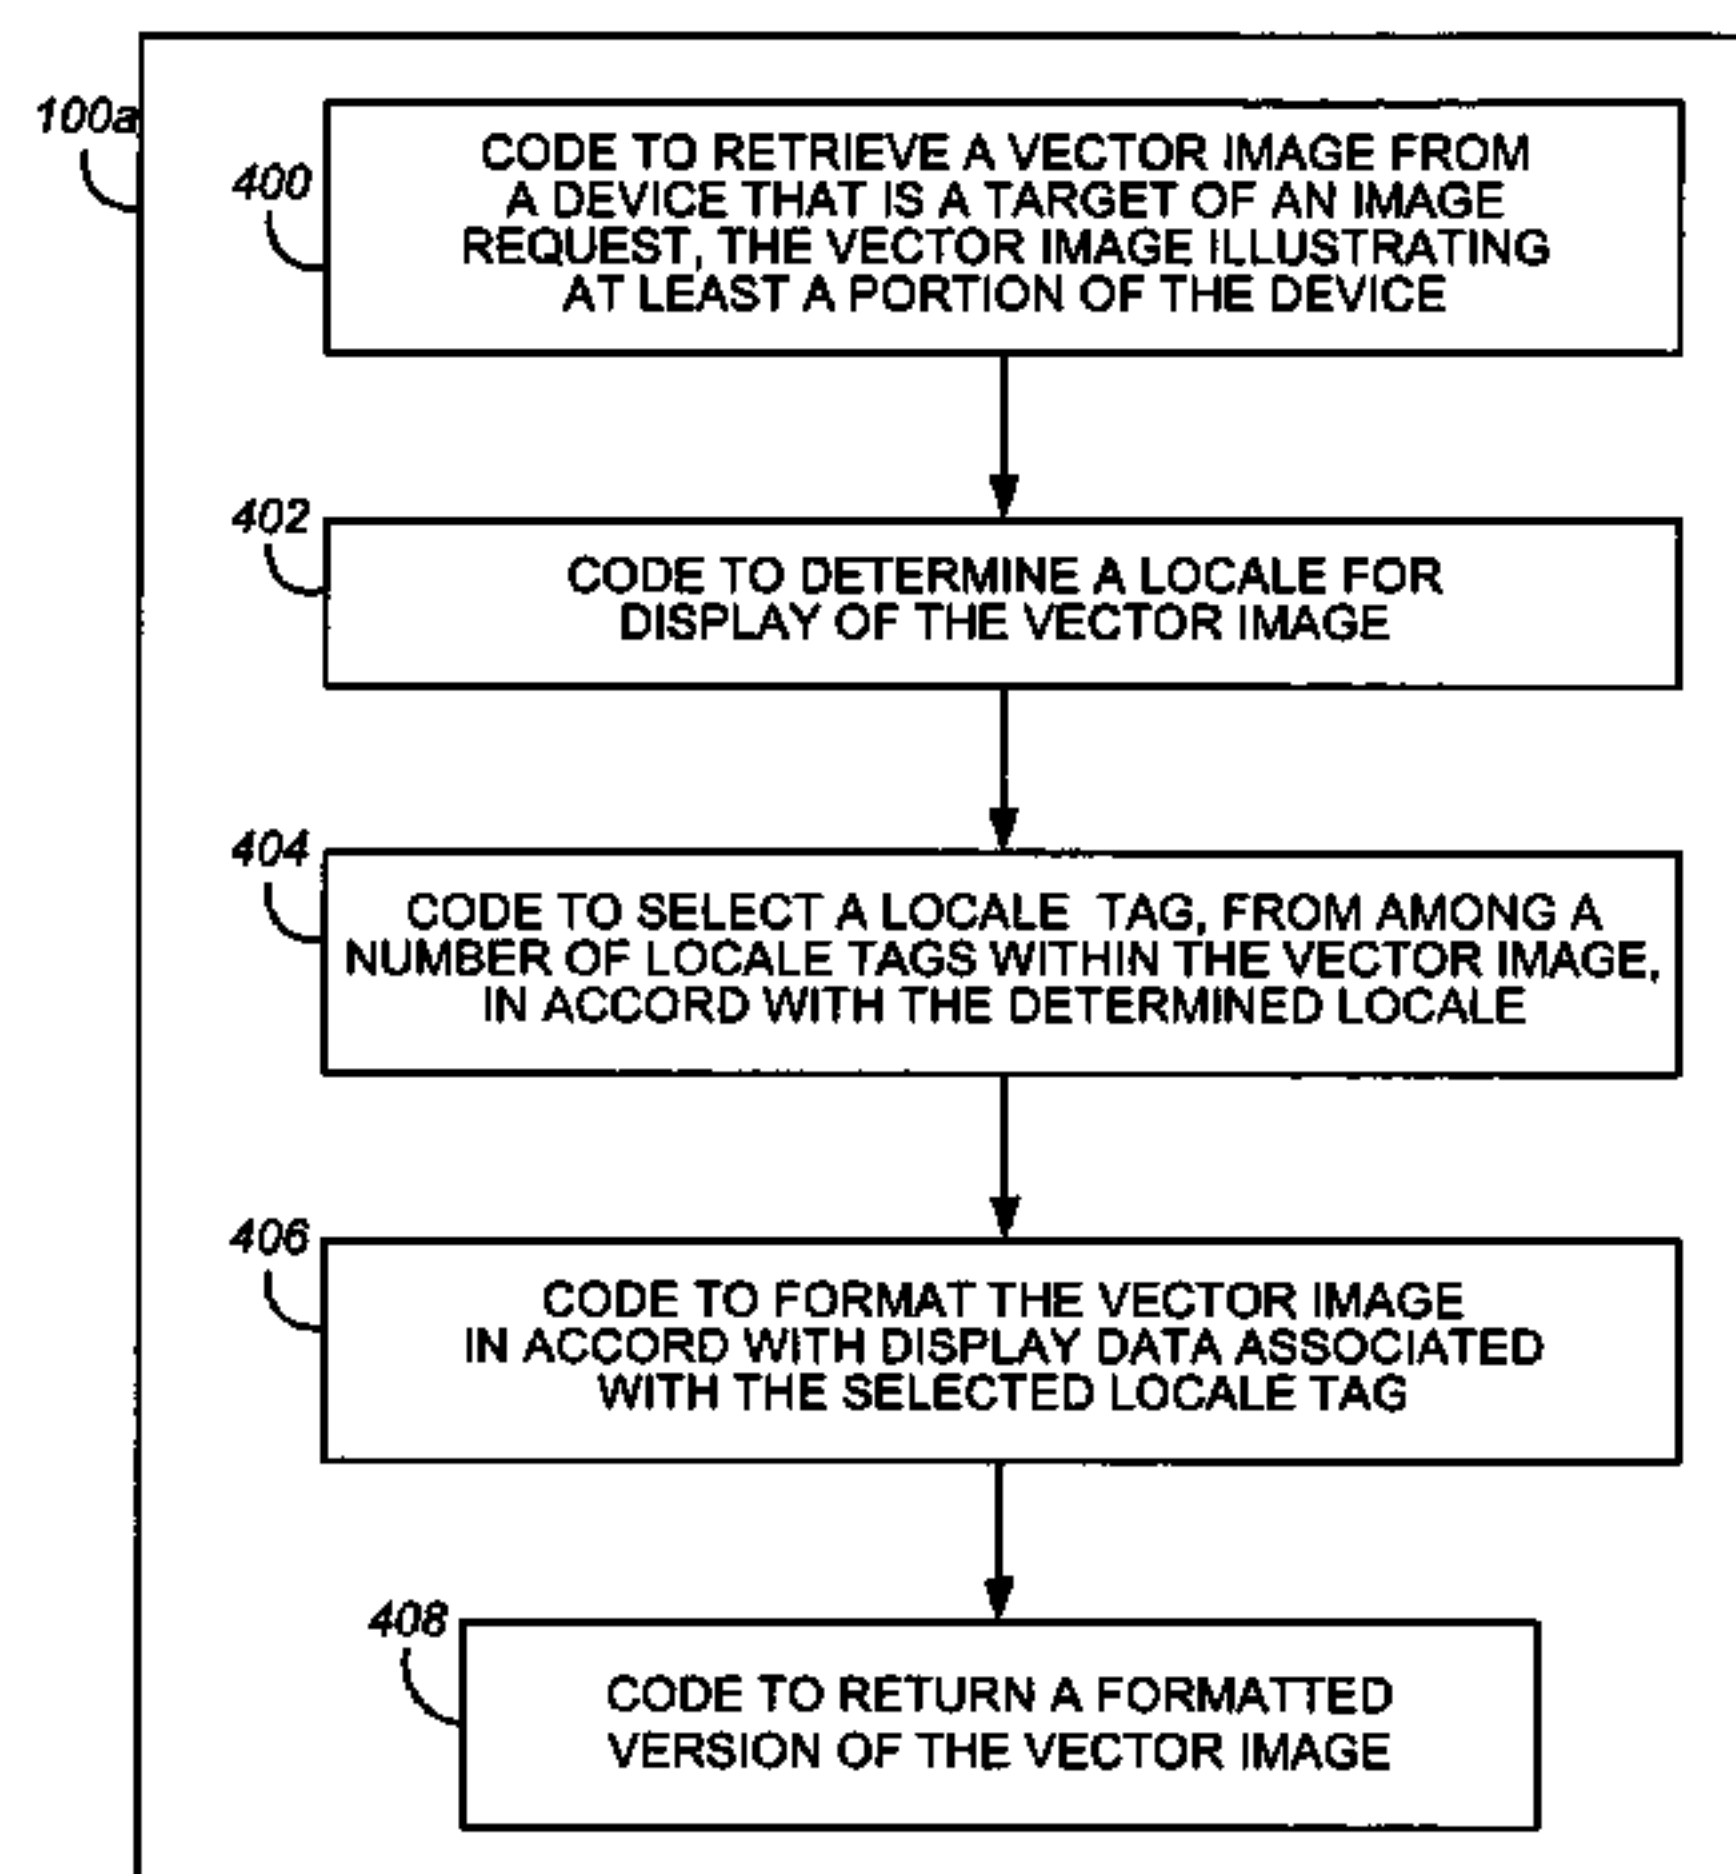 100a
400
CODE TO RETRIEVE A VECTOR IMAGE FROM
A DEVICE THAT IS A TARGET OF AN IMAGE
REQUEST, THE VECTOR IMAGE ILLUSTRATING
AT LEAST A PORTION OF THE DEVICE
402
CODE TO DETERMINE A LOCALE FOR
DISPLAY OF THE VECTOR IMAGE
404
CODE TO SELECT A LOCALE TAG, FROM AMONG A
NUMBER OF LOCALE TAGS WITHIN THE VECTOR IMAGE,
IN ACCORD WITH THE DETERMINED LOCALE
406
CODE TO FORMAT THE VECTOR IMAGE
IN ACCORD WITH DISPLAY DATA ASSOCIATED
WITH THE SELECTED LOCALE TAG
408
CODE TO RETURN A FORMATTED
VERSION OF THE VECTOR IMAGE